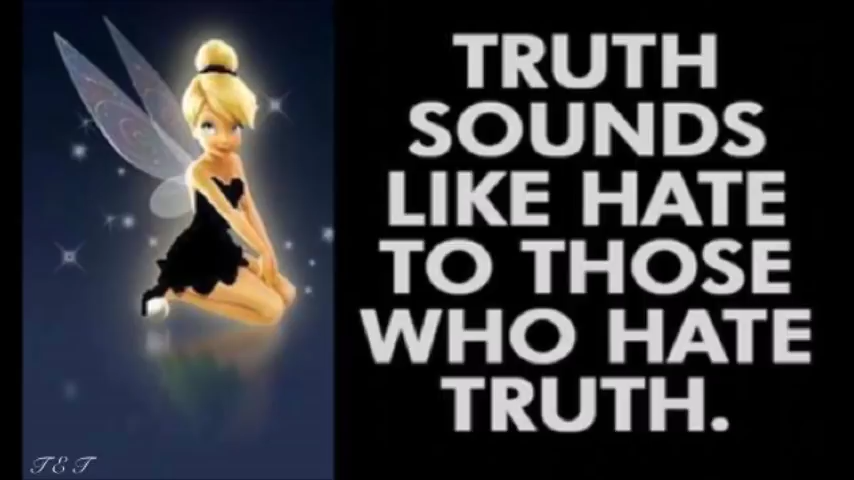 TRUTH
SOUNDS
LIKE HATE
TO THOSE
WHO HATE
TRUTH.
T&T